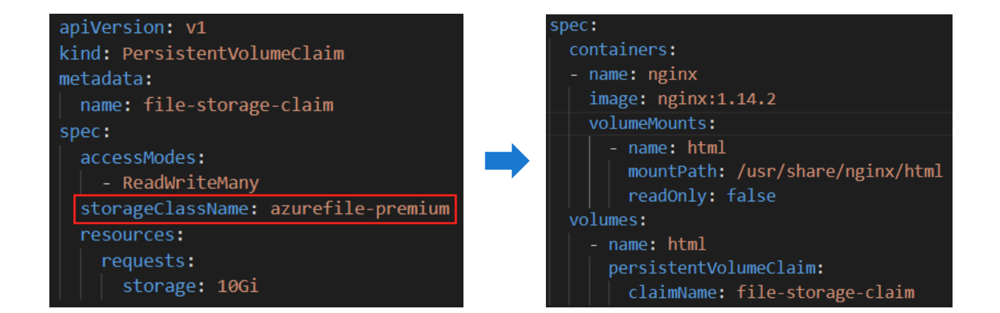 apiVersion: v1
kind: PersistentVolumeClaim
metadata:
  name: file-storage-claim
spec:
  accessModes:
    - ReadWriteMany
  storageClassName: azurefile-premium
  resources:
    requests:
      storage: 10Gi
spec:
  containers:
  - name: nginx
    image: nginx:1.14.2
    volumeMounts:
      - name: html
        mountPath: /usr/share/nginx/html
        readOnly: false
  volumes:
    - name: html
      persistentVolumeClaim:
        claimName: file-storage-claim